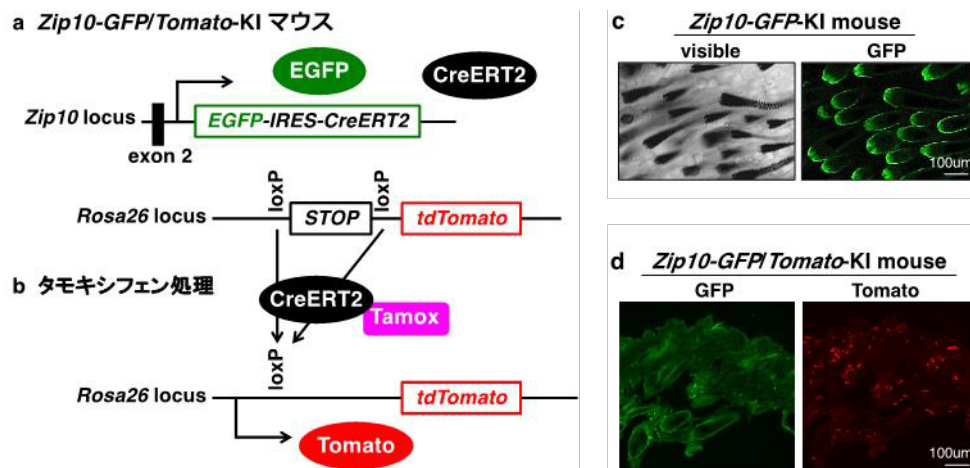 a Zip10-GFP/Tomato-KI マウス
EGFP
CreERT2
Zip10 locus
EGFP-IRES-CreERT2
exon 2
loxP
loxP
Rosa26 locus
STOP
tdTomato
b タモキシフェン処理
CreERT2
Tamox
loxP
Rosa26 locus
tdTomato
Tomato
c Zip10-GFP-KI mouse
visible GFP
100um
d Zip10-GFP/Tomato-KI mouse
GFP Tomato
100um